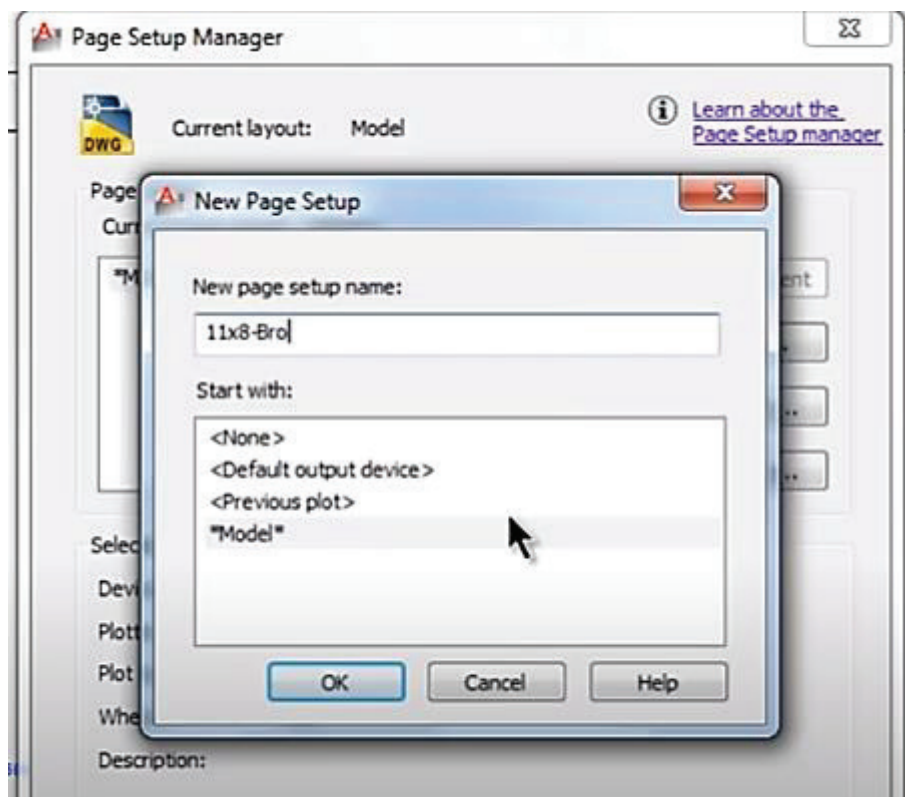 Page Setup Manager
Current layout: Model
Learn about the
Page Setup manager
DWG
Page
New Page Setup
Curr
"M
ent
New page setup name:
11x8-Bro
Start with:
<None>
<Default output device>
<Previous plot>
*Model*
Selec
Devi
Plott
Plot
Whe
OK
Cancel
Help
Description: